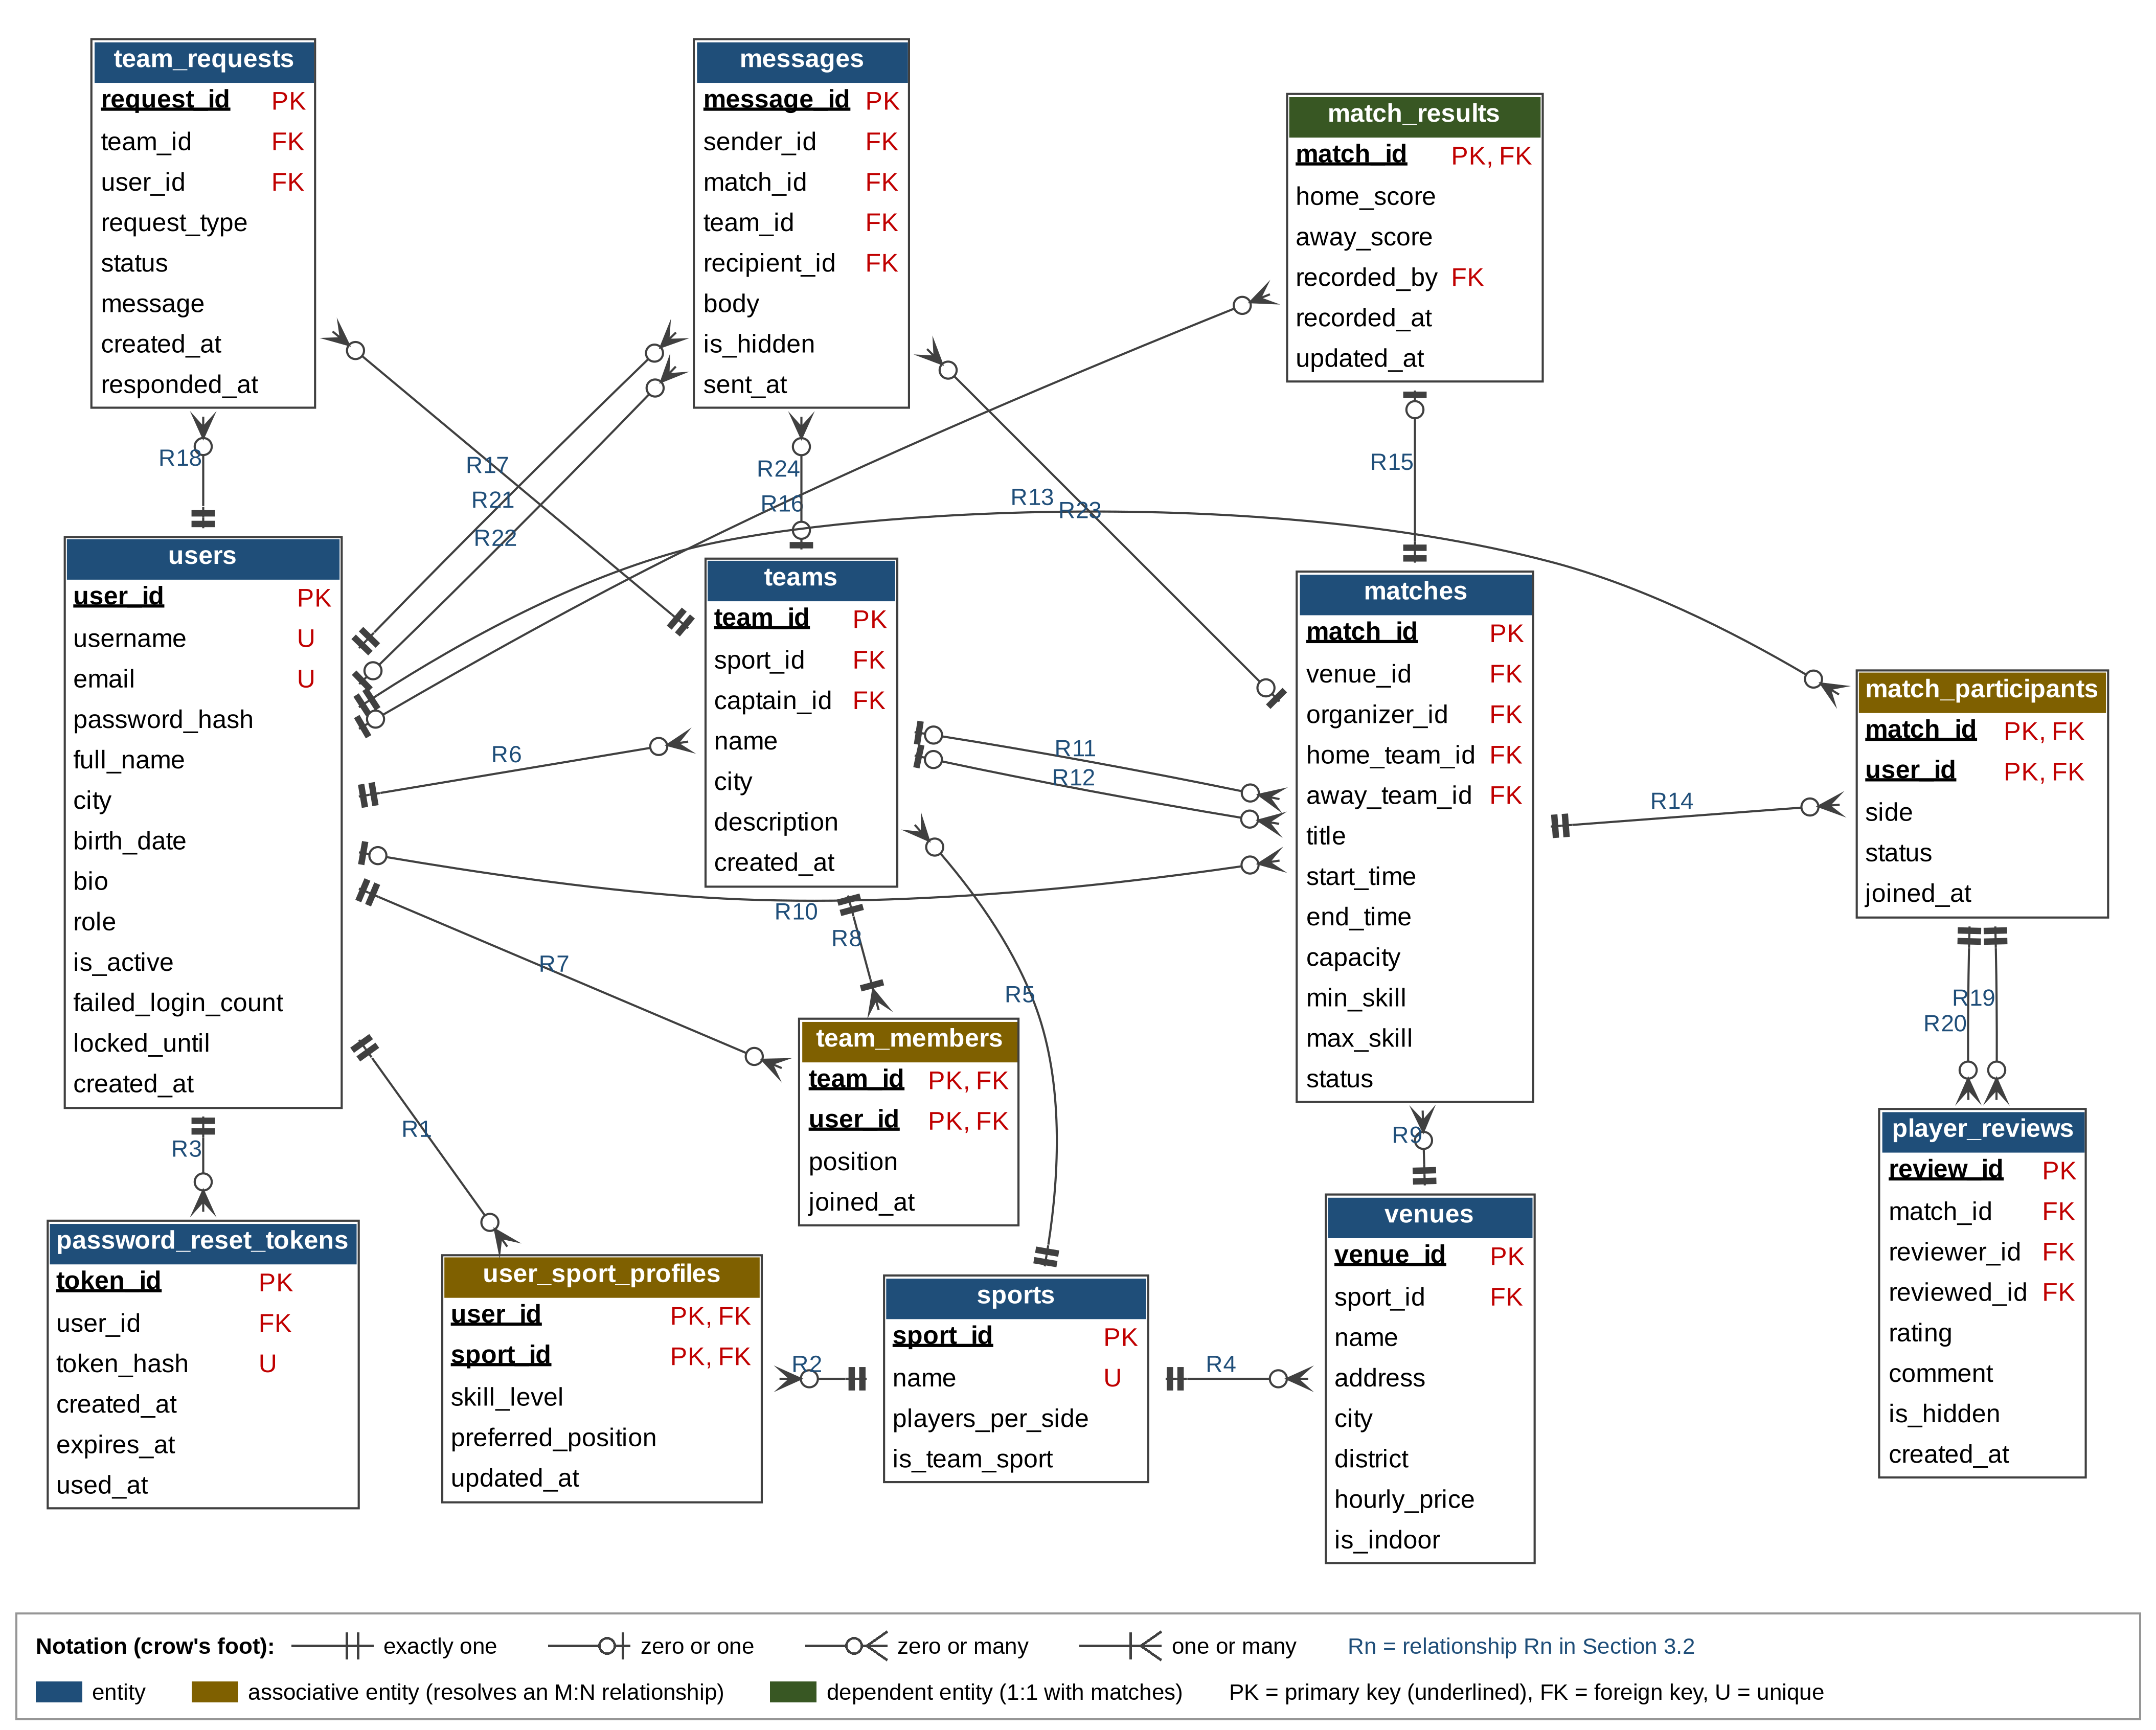 team_requests
request_id PK
team_id FK
user_id FK
request_type
status
message
created_at
responded_at
messages
message_id PK
sender_id FK
match_id FK
team_id FK
recipient_id FK
body
is_hidden
sent_at
match_results
match_id PK, FK
home_score
away_score
recorded_by FK
recorded_at
updated_at
R18
R17
R21
R22
R24
R16
R13
R23
R15
users
user_id PK
username U
email U
password_hash
full_name
city
birth_date
bio
role
is_active
failed_login_count
locked_until
created_at
teams
team_id PK
sport_id FK
captain_id FK
name
city
description
created_at
matches
match_id PK
venue_id FK
organizer_id FK
home_team_id FK
away_team_id FK
title
start_time
end_time
capacity
min_skill
max_skill
status
match_participants
match_id PK, FK
user_id PK, FK
side
status
joined_at
R6
R11
R12
R14
R10
R8
R7
R5
R19
R20
R3
R1
R9
R2
R4
team_members
team_id PK, FK
user_id PK, FK
position
joined_at
player_reviews
review_id PK
match_id FK
reviewer_id FK
reviewed_id FK
rating
comment
is_hidden
created_at
password_reset_tokens
token_id PK
user_id FK
token_hash U
created_at
expires_at
used_at
user_sport_profiles
user_id PK, FK
sport_id PK, FK
skill_level
preferred_position
updated_at
sports
sport_id PK
name U
players_per_side
is_team_sport
venues
venue_id PK
sport_id FK
name
address
city
district
hourly_price
is_indoor
Notation (crow's foot): exactly one zero or one zero or many one or many Rn = relationship Rn in Section 3.2
entity associative entity (resolves an M:N relationship) dependent entity (1:1 with matches) PK = primary key (underlined), FK = foreign key, U = unique